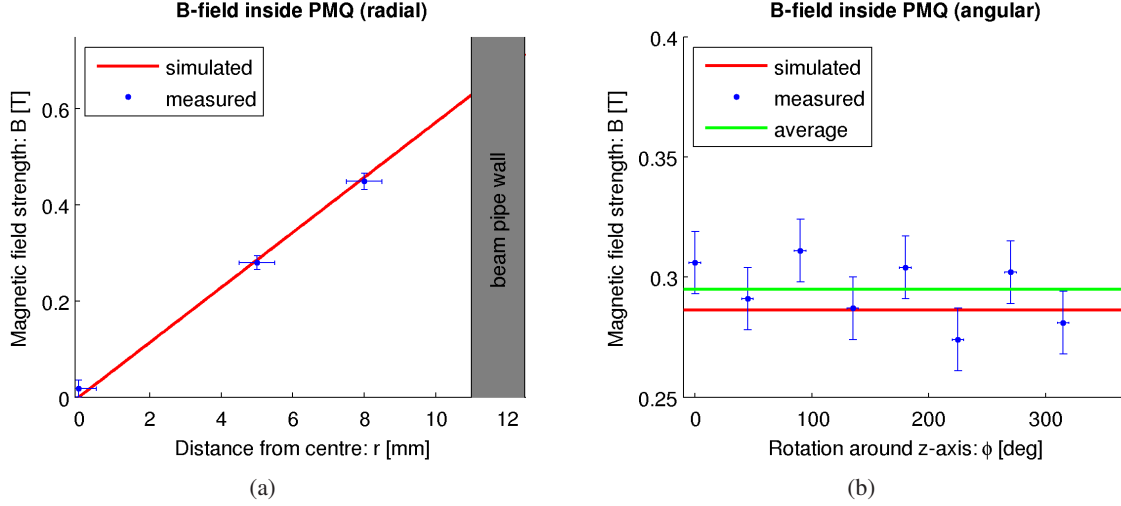 B-field inside PMQ (radial)
Magnetic field strength: B [T]
0.6
0.4
0.2
0
simulated
measured
beam pipe wall
0 2 4 6 8 10 12
Distance from centre: r [mm]
(a)
B-field inside PMQ (angular)
Magnetic field strength: B [T]
0.4
0.35
0.3
0.25
simulated
measured
average
0 100 200 300
Rotation around z-axis: ϕ [deg]
(b)